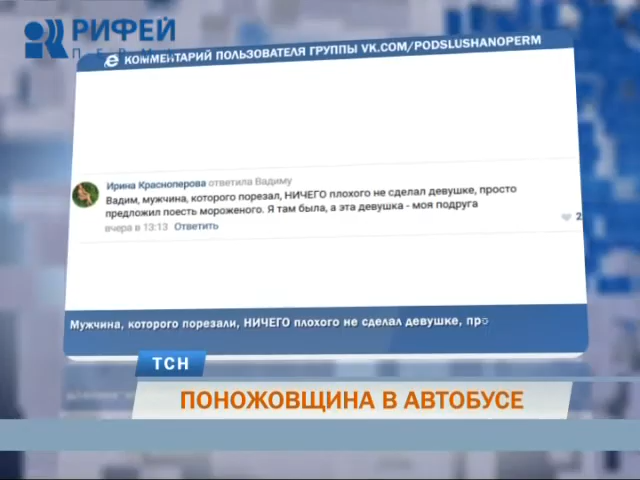 РИФЕЙ
ПЕРМЬ
КОММЕНТАРИЙ ПОЛЬЗОВАТЕЛЯ ГРУППЫ VK.COM/PODSLUSHANOPERM
Ирина Красноперова ответила Вадиму
Вадим, мужчина, которого порезал, НИЧЕГО плохого не сделал девушке, просто
предложил поесть мороженого. Я там была, а эта девушка - моя подруга
вчера в 13:13 Ответить
2
Мужчина, которого порезали, НИЧЕГО плохого не сделал девушке, про
ТСН
ПОНОЖОВЩИНА В АВТОБУСЕ